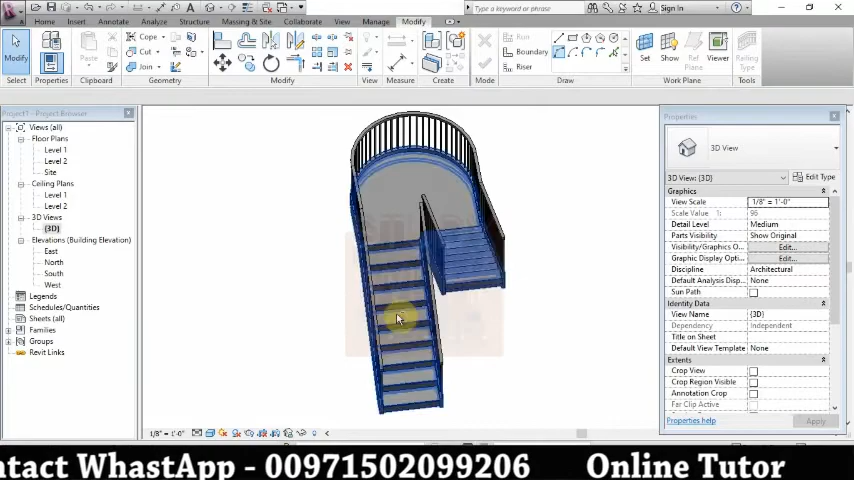 Type a keyword or phrase
Sign In
Home Insert Annotate Analyze Structure Massing & Site Collaborate View Manage Modify
Modify
Properties
Paste
Cope
Cut
Join
Run
Boundary
Riser
Set Show Ref Plane Viewer
Railing Type
Select Properties Clipboard Geometry Modify View Measure Create Mode Draw Work Plane Tools
Project1 - Project Browser
Views (all)
Floor Plans
Level 1
Level 2
Site
Ceiling Plans
Level 1
Level 2
3D Views
{3D}
Elevations (Building Elevation)
East
North
South
West
Legends
Schedules/Quantities
Sheets (all)
Families
Groups
Revit Links
Properties
3D View
3D View: {3D} Edit Type
Graphics
View Scale 1/8" = 1'-0"
Scale Value 1: 96
Detail Level Medium
Parts Visibility Show Original
Visibility/Graphics O... Edit...
Graphic Display Opti... Edit...
Discipline Architectural
Default Analysis Disp... None
Sun Path
Identity Data
View Name {3D}
Dependency Independent
Title on Sheet
Default View Template None
Extents
Crop View
Crop Region Visible
Annotation Crop
Far Clip Active
Properties help Apply
1/8" = 1'-0"
ntact WhastApp - 00971502099206 Online Tutor